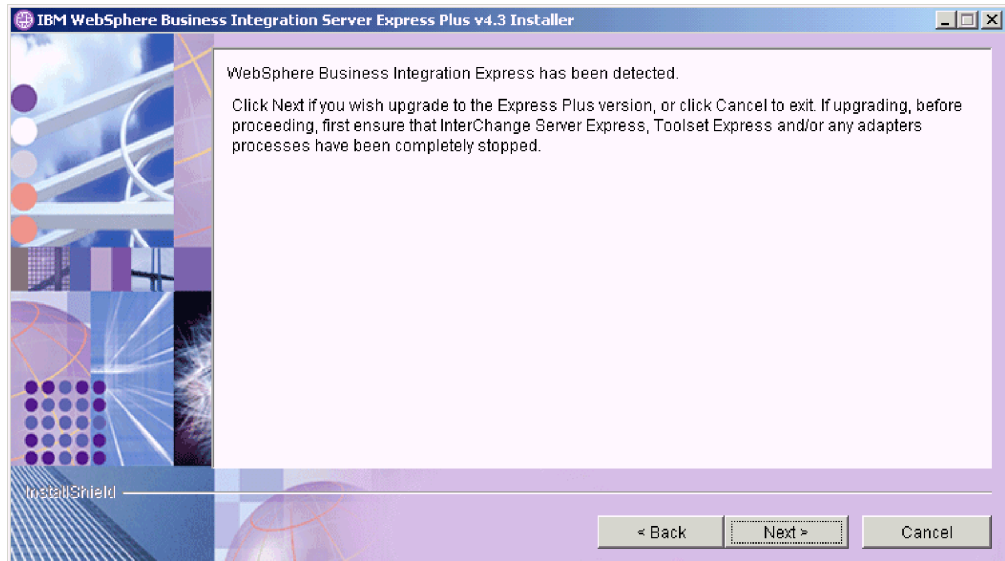 IBM WebSphere Business Integration Server Express Plus v4.3 Installer
WebSphere Business Integration Express has been detected.
Click Next if you wish upgrade to the Express Plus version, or click Cancel to exit. If upgrading, before
proceeding, first ensure that InterChange Server Express, Toolset Express and/or any adapters
processes have been completely stopped.
InstallShield
< Back
Next >
Cancel